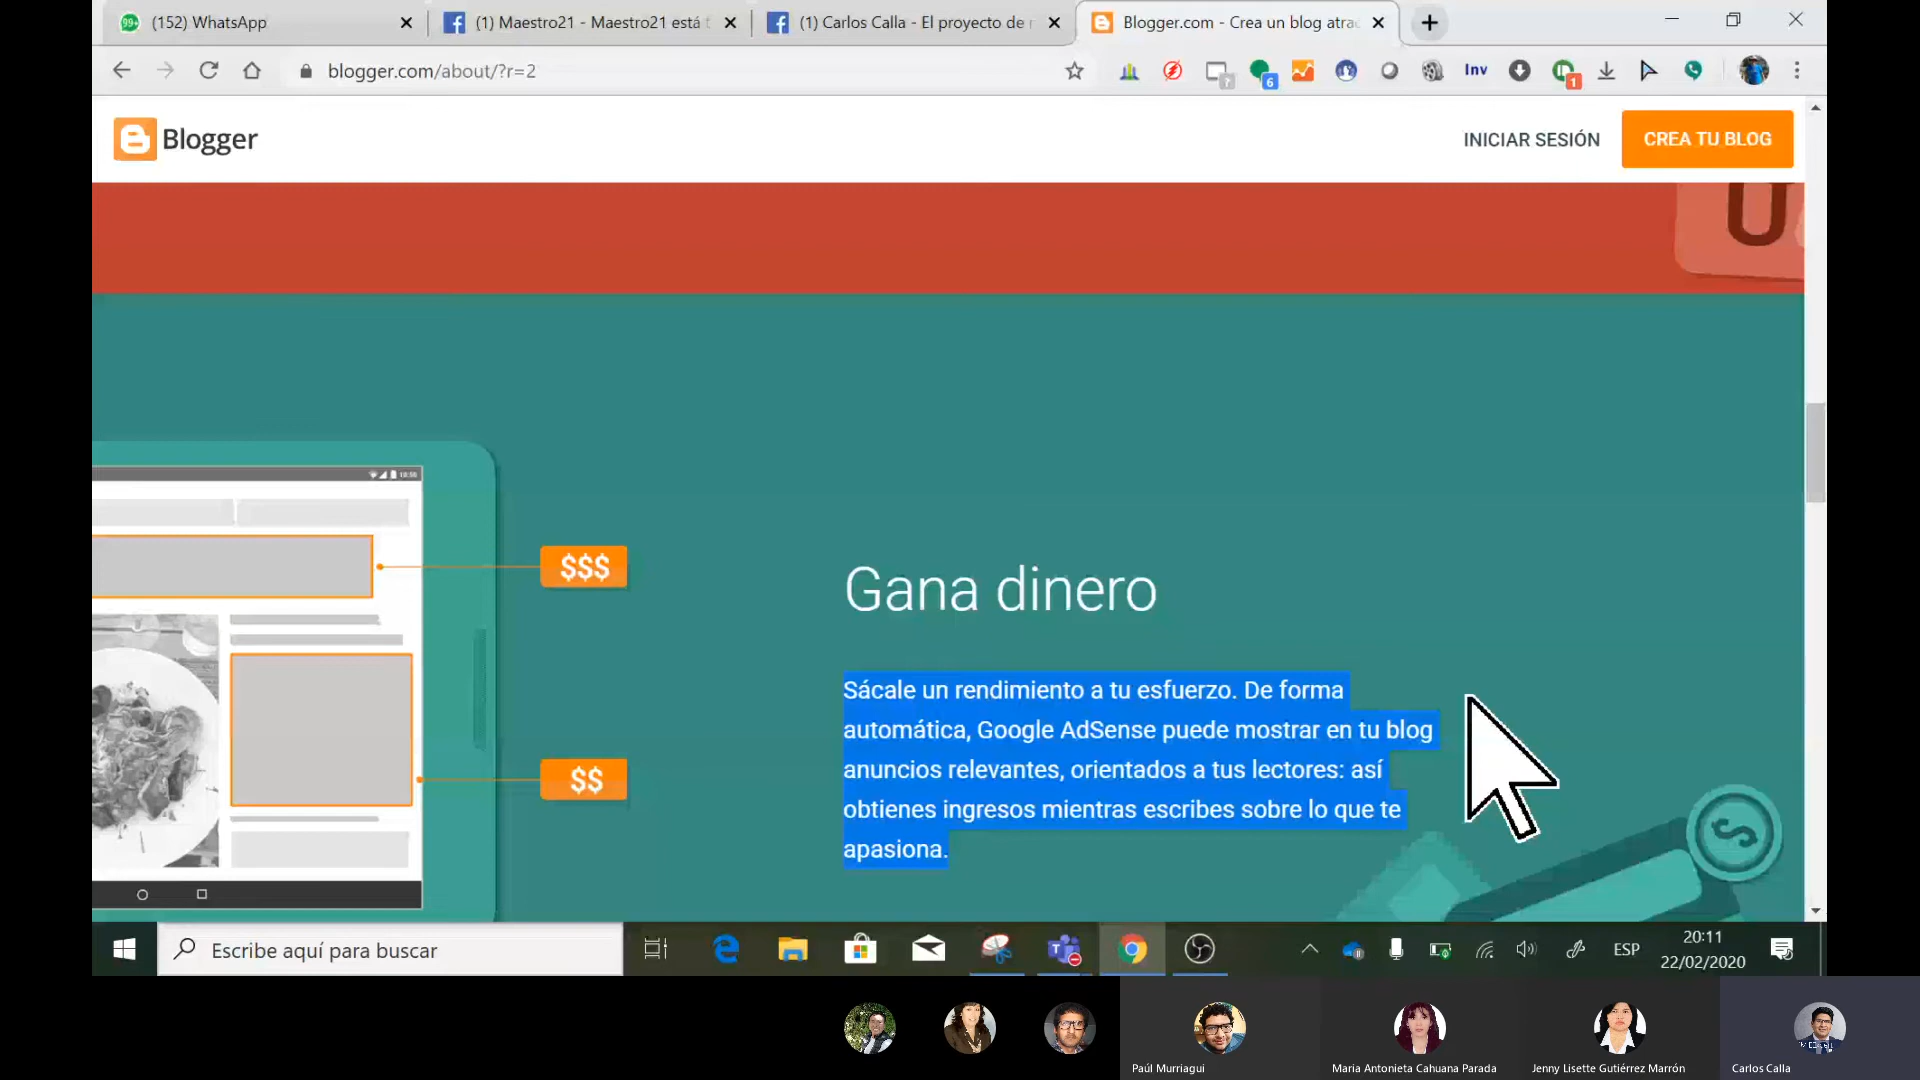 (152) WhatsApp
(1) Maestro21 - Maestro21 está t
(1) Carlos Calla - El proyecto de r
Blogger.com - Crea un blog atrac
blogger.com/about/?r=2
6
Inv
1
Blogger
INICIAR SESIÓN
CREA TU BLOG
U
$$$
$$
Gana dinero
Sácale un rendimiento a tu esfuerzo. De forma
automática, Google AdSense puede mostrar en tu blog
anuncios relevantes, orientados a tus lectores: así
obtienes ingresos mientras escribes sobre lo que te
apasiona.
Escribe aquí para buscar
ESP
20:11
22/02/2020
Paúl Murriagui
Maria Antonieta Cahuana Parada
Jenny Lisette Gutiérrez Marrón
Carlos Calla